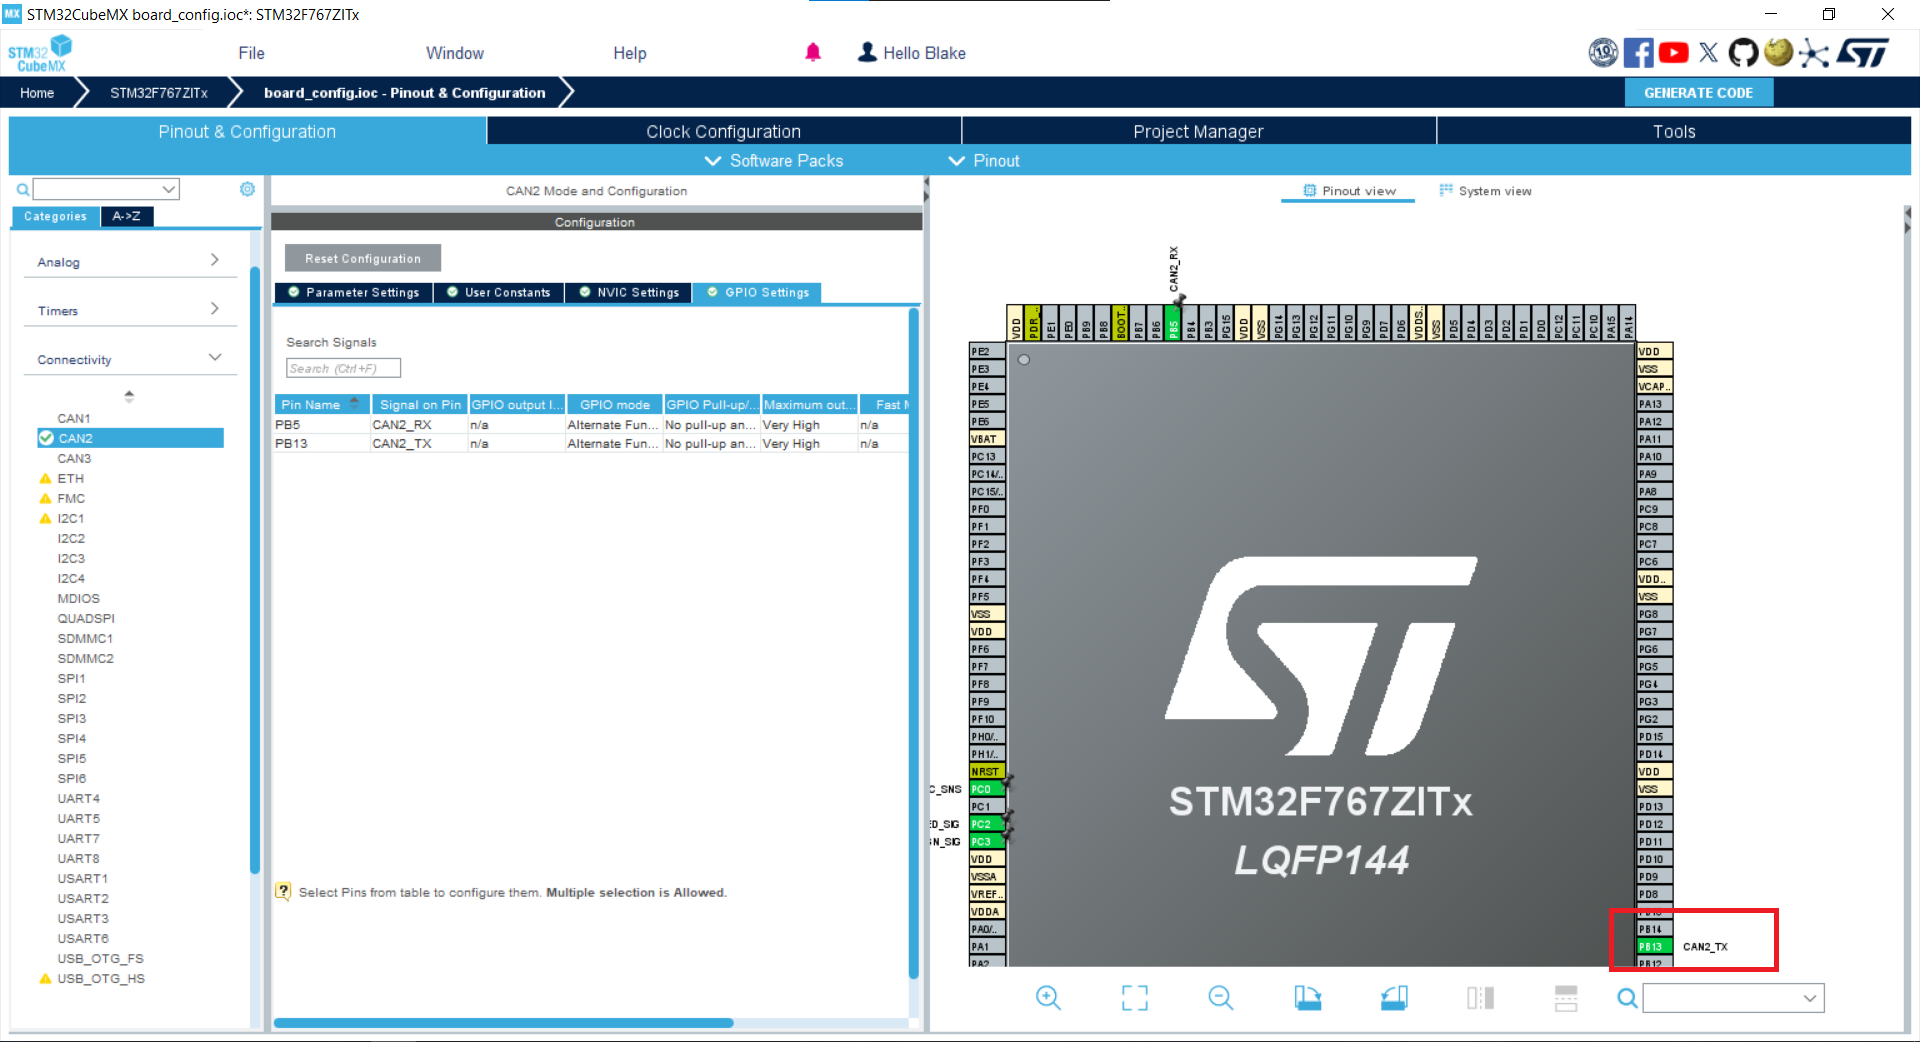 STM32CubeMX board_config.ioc*: STM32F767ZITx
STM32 CubeMX
File
Window
Help
Hello Blake
Home
STM32F767ZITx
board_config.ioc - Pinout & Configuration
GENERATE CODE
Pinout & Configuration
Clock Configuration
Project Manager
Tools
Software Packs
Pinout
Categories
A->Z
Analog
Timers
Connectivity
CAN1
CAN2
CAN3
ETH
FMC
I2C1
I2C2
I2C3
I2C4
MDIOS
QUADSPI
SDMMC1
SDMMC2
SPI1
SPI2
SPI3
SPI4
SPI5
SPI6
UART4
UART5
UART7
UART8
USART1
USART2
USART3
USART6
USB_OTG_FS
USB_OTG_HS
CAN2 Mode and Configuration
Configuration
Reset Configuration
Parameter Settings
User Constants
NVIC Settings
GPIO Settings
Search Signals
Search (Ctrl+F)
Pin Name Signal on Pin GPIO output l... GPIO mode GPIO Pull-up/... Maximum out... Fast M
PB5 CAN2_RX n/a Alternate Fun... No pull-up an... Very High n/a
PB13 CAN2_TX n/a Alternate Fun... No pull-up an... Very High n/a
Select Pins from table to configure them. Multiple selection is Allowed.
Pinout view
System view
CAN2_RX
VDD
PDR_..
PE1
PE0
PB9
PB8
BOOT..
PB7
PB6
PB5
PB4
PB3
PG15
VDD
VSS
PG14
PG13
PG12
PG11
PG10
PG9
PD7
PD6
VDDS..
VSS
PD5
PD4
PD3
PD2
PD1
PD0
PC12
PC11
PC10
PA15
PA14
PE2
PE3
PE4
PE5
PE6
VBAT
PC13
PC14/..
PC15/..
PF0
PF1
PF2
PF3
PF4
PF5
VSS
VDD
PF6
PF7
PF8
PF9
PF10
PH0/..
PH1/..
NRST
C_SNS PC0
PC1
ED_SIG PC2
GN_SIG PC3
VDD
VSSA
VREF..
VDDA
PA0/..
PA1
PA2
STM32F767ZITx
LQFP144
VDD
VSS
VCAP..
PA13
PA12
PA11
PA10
PA9
PA8
PC9
PC8
PC7
PC6
VDD..
VSS
PG8
PG7
PG6
PG5
PG4
PG3
PG2
PD15
PD14
VDD
VSS
PD13
PD12
PD11
PD10
PD9
PD8
PB15
PB14
PB13 CAN2_TX
PB12